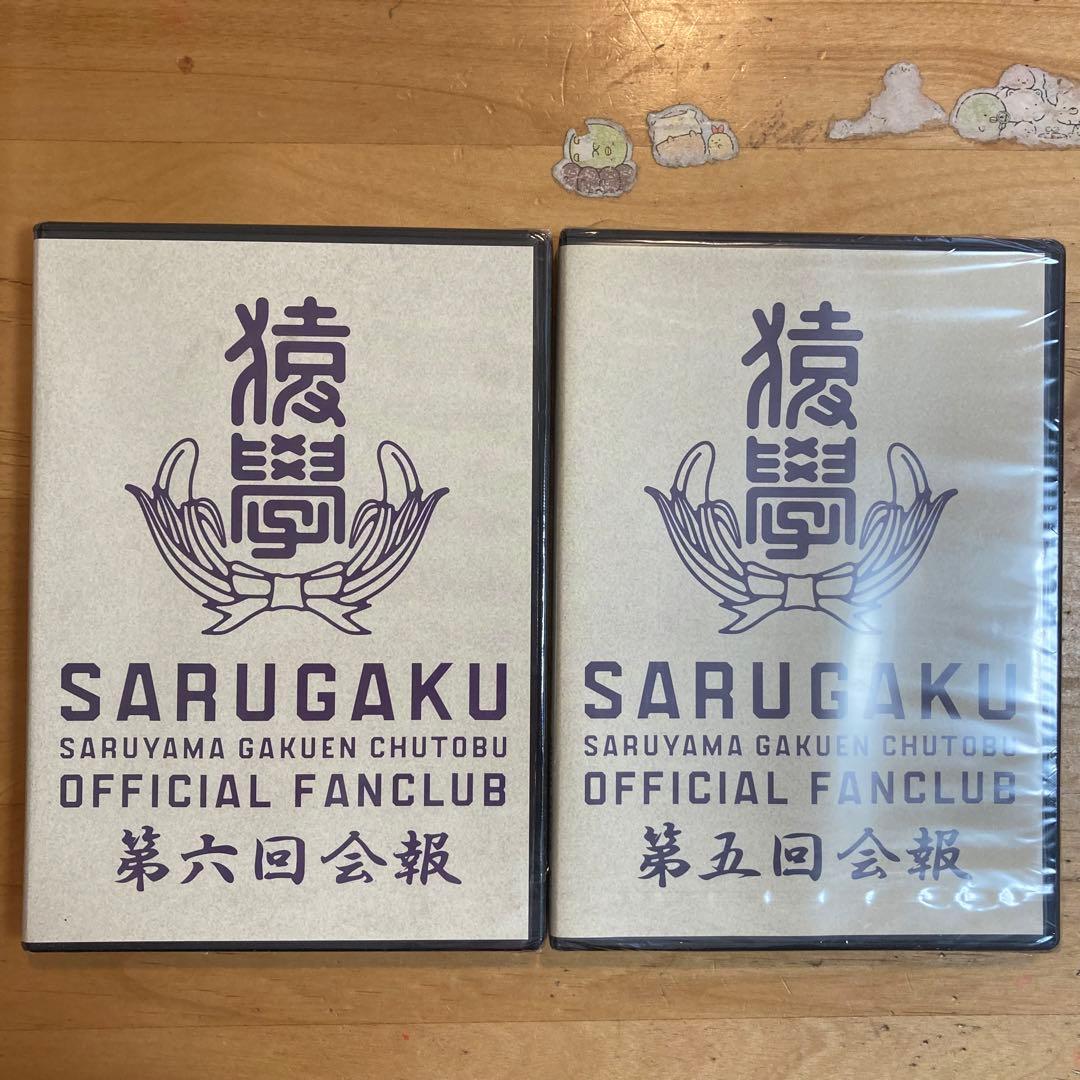 猿
學
SARUGAKU
SARUYAMA GAKUEN CHUTOBU
OFFICIAL FANCLUB
第六回会報
猿
學
SARUGAKU
SARUYAMA GAKUEN CHUTOBU
OFFICIAL FANCLUB
第五回会報